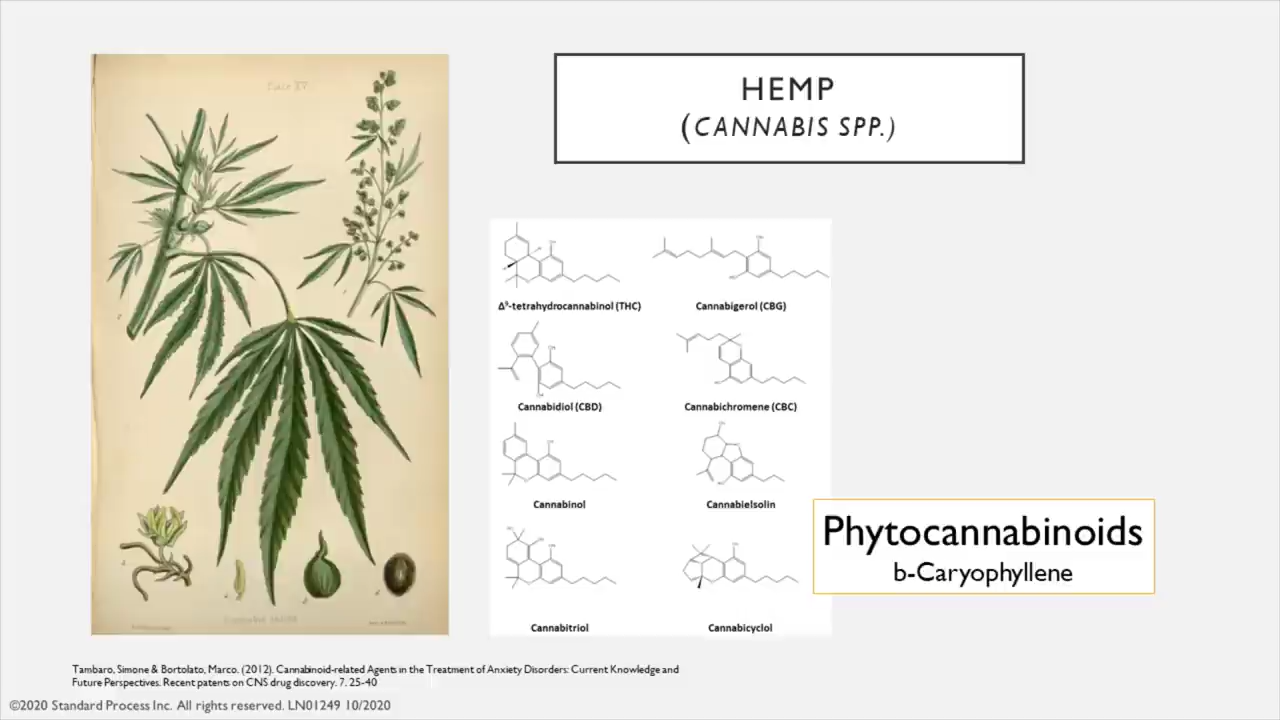 Plate XV.
HEMP
(CANNABIS SPP.)
Δ⁹-tetrahydrocannabinol (THC)
Cannabigerol (CBG)
Cannabidiol (CBD)
Cannabichromene (CBC)
Cannabinol
Cannabielsolin
Cannabitriol
Cannabicyclol
Phytocannabinoids
b-Caryophyllene
Tambaro, Simone & Bortolato, Marco. (2012). Cannabinoid-related Agents in the Treatment of Anxiety Disorders: Current Knowledge and
Future Perspectives. Recent patents on CNS drug discovery. 7. 25-40
©2020 Standard Process Inc. All rights reserved. LN01249 10/2020